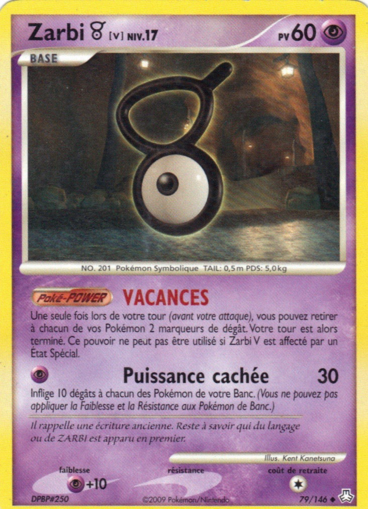 Zarbi [V] NIV.17 PV 60
BASE
NO. 201 Pokémon Symbolique TAIL: 0,5m PDS: 5,0kg
Poké-POWER VACANCES
Une seule fois lors de votre tour (avant votre attaque), vous pouvez retirer
à chacun de vos Pokémon 2 marqueurs de dégât. Votre tour est alors
terminé. Ce pouvoir ne peut pas être utilisé si Zarbi V est affecté par un
État Spécial.
Puissance cachée 30
Inflige 10 dégâts à chacun des Pokémon de votre Banc. (Vous ne pouvez pas
appliquer la Faiblesse et la Résistance aux Pokémon de Banc.)
Il rappelle une écriture ancienne. Reste à savoir qui du langage
ou de ZARBI est apparu en premier.
Illus. Kent Kanetsuna
faiblesse résistance coût de retraite
+10
DPBP#250 ©2009 Pokémon/Nintendo 79/146